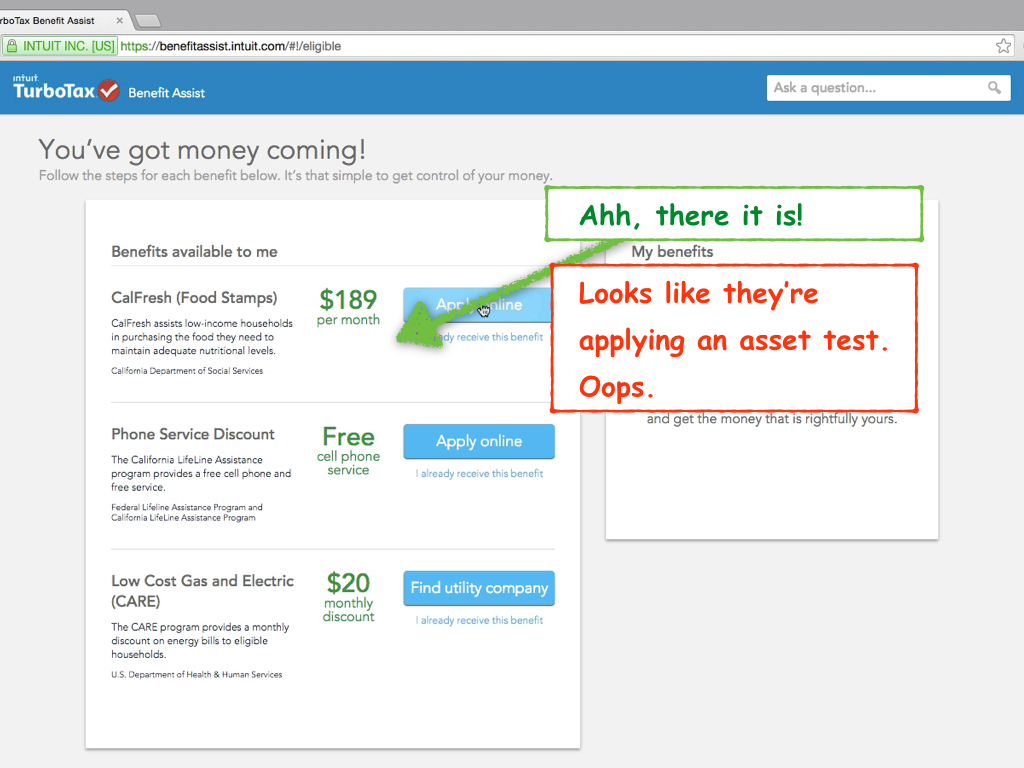 rboTax Benefit Assist
INTUIT INC. [US] https://benefitassist.intuit.com/#!/eligible
intuit
TurboTax Benefit Assist
Ask a question...
You've got money coming!
Follow the steps for each benefit below. It's that simple to get control of your money.
Ahh, there it is!
Benefits available to me
CalFresh (Food Stamps)
CalFresh assists low-income households
in purchasing the food they need to
maintain adequate nutritional levels.
California Department of Social Services
$189
per month
Apply online
ady receive this benefit
Phone Service Discount
The California LifeLine Assistance
program provides a free cell phone and
free service.
Federal Lifeline Assistance Program and
California LifeLine Assistance Program
Free
cell phone
service
Apply online
I already receive this benefit
Low Cost Gas and Electric
(CARE)
The CARE program provides a monthly
discount on energy bills to eligible
households.
U.S. Department of Health & Human Services
$20
monthly
discount
Find utility company
I already receive this benefit
My benefits
Looks like they're
applying an asset test.
Oops.
and get the money that is rightfully yours.